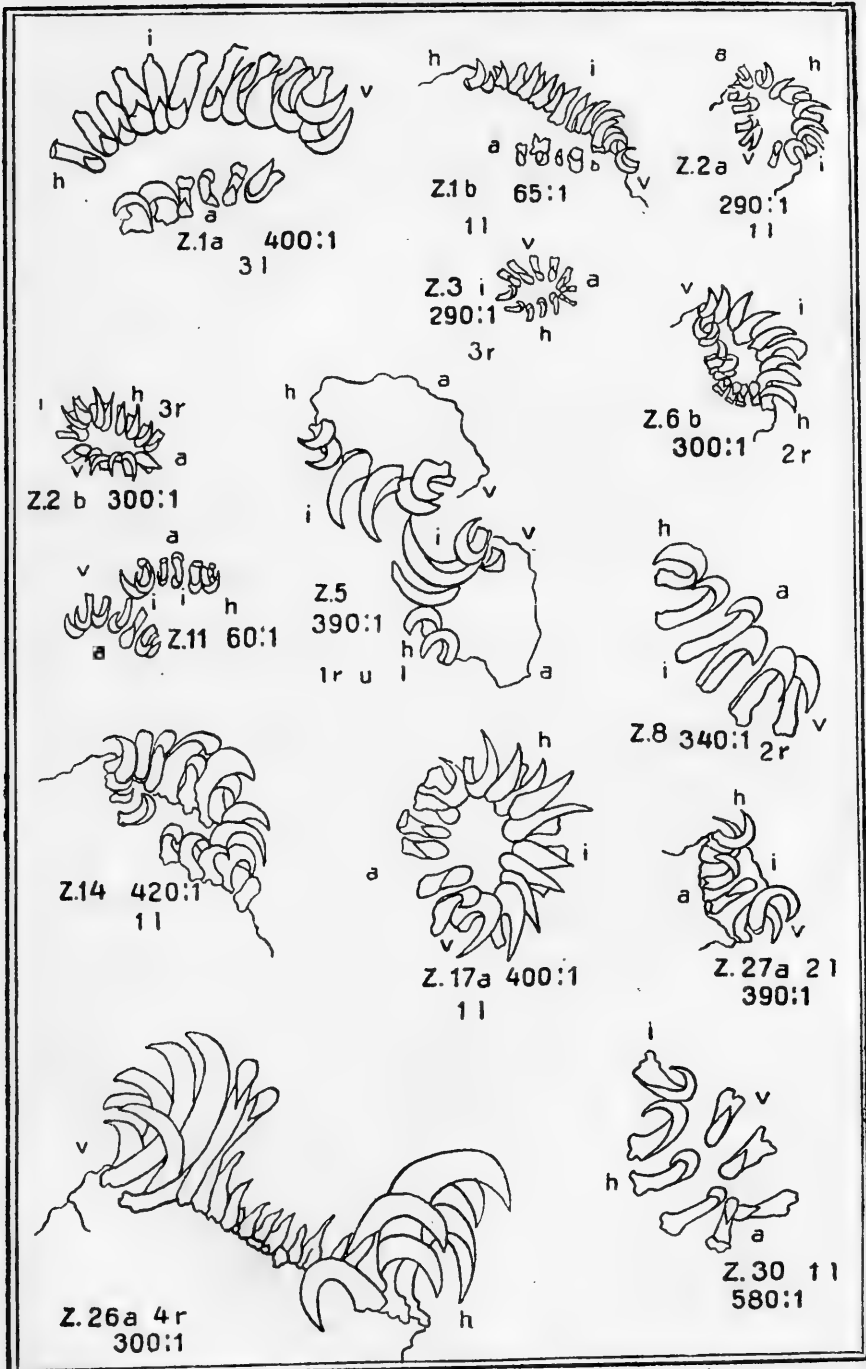 i
h
v
a
Z.1a 400:1
3 l
h
i
a
b
v
Z.1b 65:1
1 l
a
h
v
i
Z.2a
290:1
1 l
v
Z.3 i
a
290:1
h
3r
v
i
h
Z.6b
300:1
2r
i
h 3r
v
a
Z.2 b 300:1
h
a
i
v
i
v
Z.5
390:1
h
1r u l
a
a
v
i i
h
Z.11 60:1
a
h
a
i
v
Z.8 340:1 2r
Z.14 420:1
1 l
h
a
i
v
Z.17a 400:1
1 l
h
i
a
v
Z.27a 2 l
390:1
v
h
Z.26a 4r
300:1
i
v
h
a
Z.30 1 l
580:1